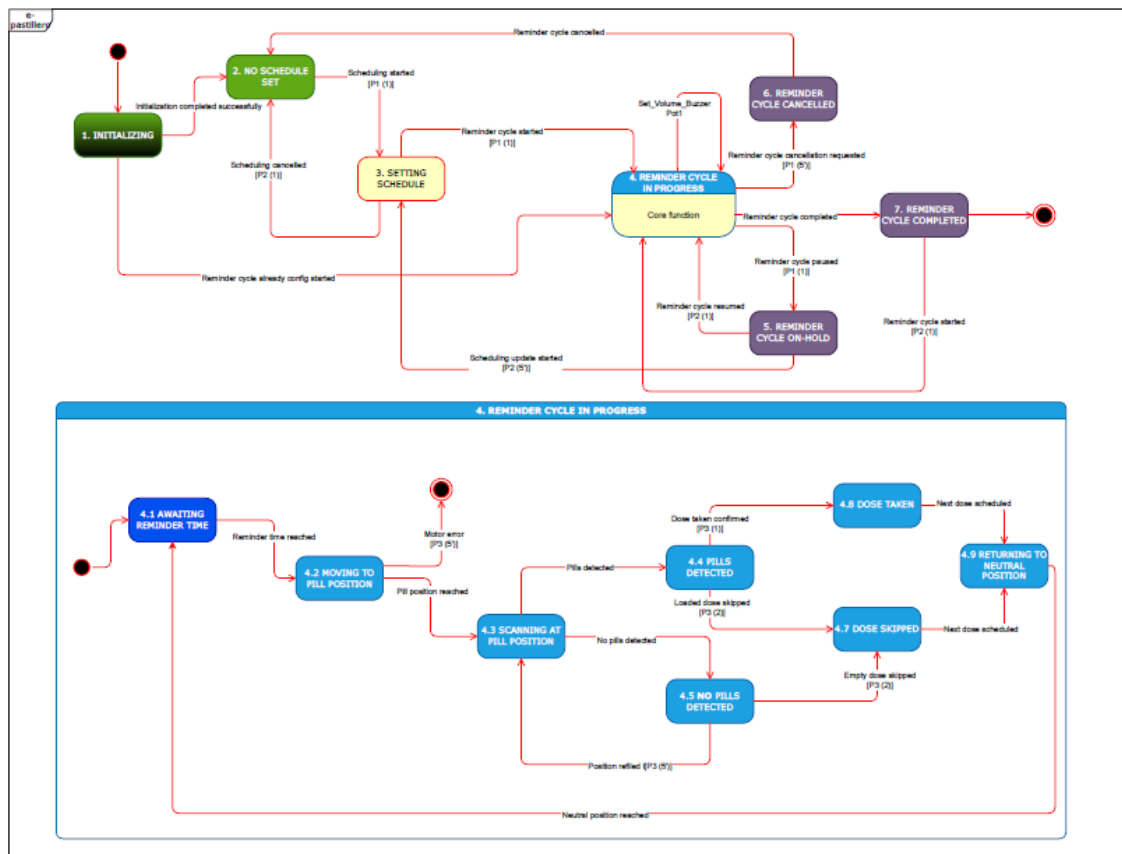 e-
pastillero
Reminder cycle cancelled
2. NO SCHEDULE
SET
Scheduling started
[P1 (1)]
6. REMINDER
CYCLE CANCELLED
Initialization completed successfully
Set_Volume_Buzzer
Pot1
1. INITIALIZING
Reminder cycle started
[P1 (1)]
Reminder cycle cancellation requested
[P1 (5')]
Scheduling cancelled
[P2 (1)]
3. SETTING
SCHEDULE
4. REMINDER CYCLE
IN PROGRESS
Core function
Reminder cycle completed
7. REMINDER
CYCLE COMPLETED
Reminder cycle paused
[P1 (1)]
Reminder cycle already config started
Reminder cycle resumed
[P2 (1)]
5. REMINDER
CYCLE ON-HOLD
Reminder cycle started
[P2 (1)]
Scheduling update started
[P2 (5')]
4. REMINDER CYCLE IN PROGRESS
4.1 AWAITING
REMINDER TIME
Reminder time reached
Motor error
[P3 (5')]
4.2 MOVING TO
PILL POSITION
Pill position reached
4.3 SCANNING AT
PILL POSITION
Pills detected
No pills detected
Dose taken confirmed
[P3 (1)]
4.4 PILLS
DETECTED
Loaded dose skipped
[P3 (2)]
4.8 DOSE TAKEN
Next dose scheduled
4.9 RETURNING TO
NEUTRAL
POSITION
4.7 DOSE SKIPPED
Next dose scheduled
Empty dose skipped
[P3 (2)]
4.5 NO PILLS
DETECTED
Position refiled [[P3 (5')]
Neutral position reached